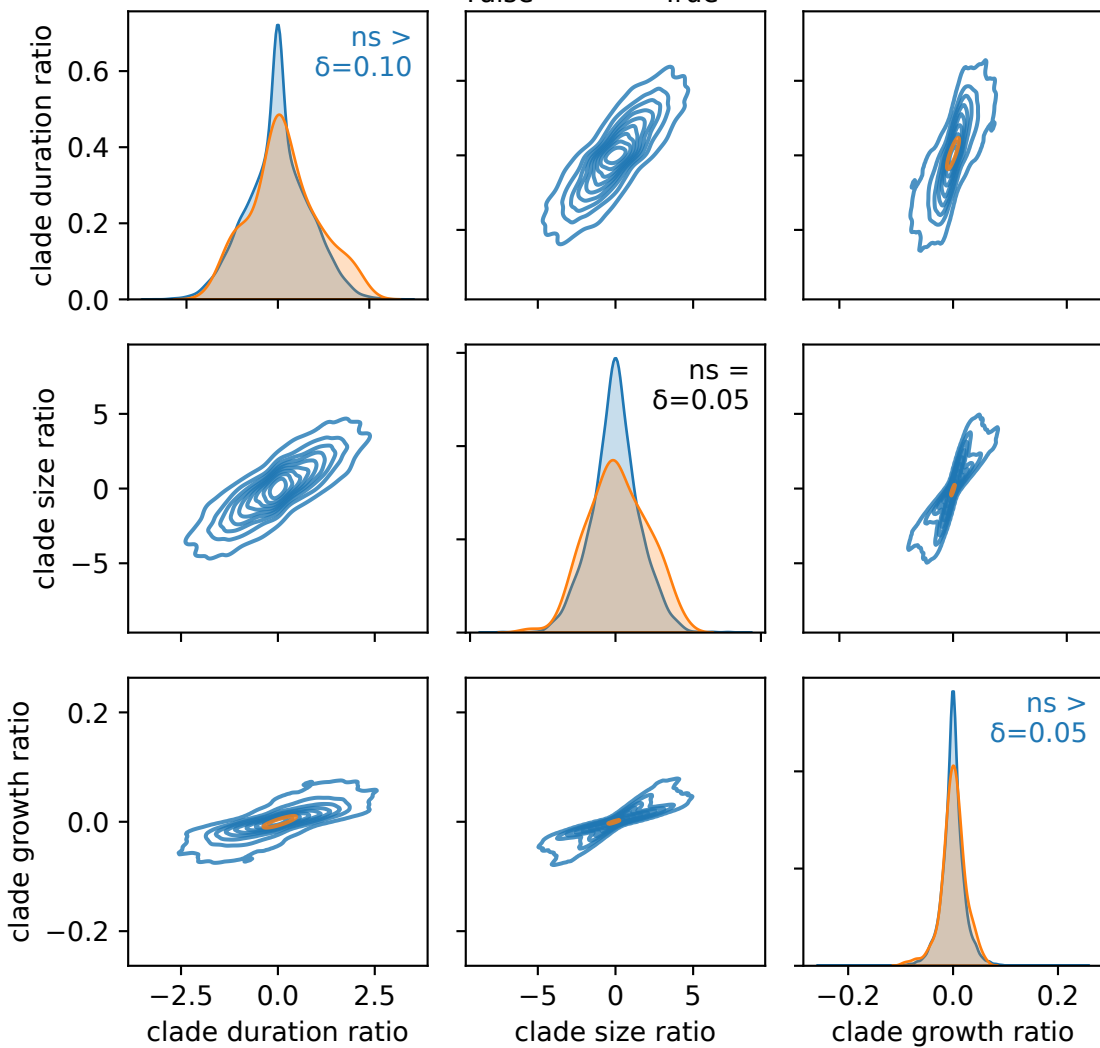 clade duration ratio
0.6
0.4
0.2
0.0
ns >
δ=0.10
clade size ratio
5
0
−5
ns =
δ=0.05
clade growth ratio
0.2
0.0
−0.2
ns >
δ=0.05
−2.5 0.0 2.5
−5 0 5
−0.2 0.0 0.2
clade duration ratio
clade size ratio
clade growth ratio